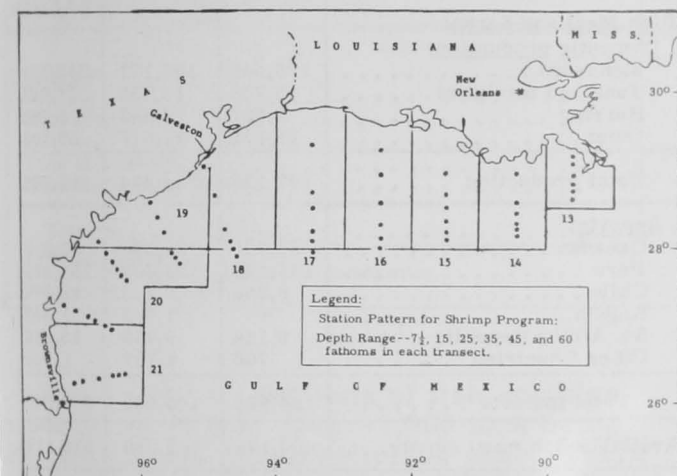 LOUISIANA
MISS.
TEXAS
New
Orleans
30°
Galveston
19
13
28°
18
17
16
15
14
20
Legend:
Station Pattern for Shrimp Program:
Depth Range--7½, 15, 25, 35, 45, and 60
fathoms in each transect.
Brownsville
21
GULF OF MEXICO
26°
96°
94°
92°
90°